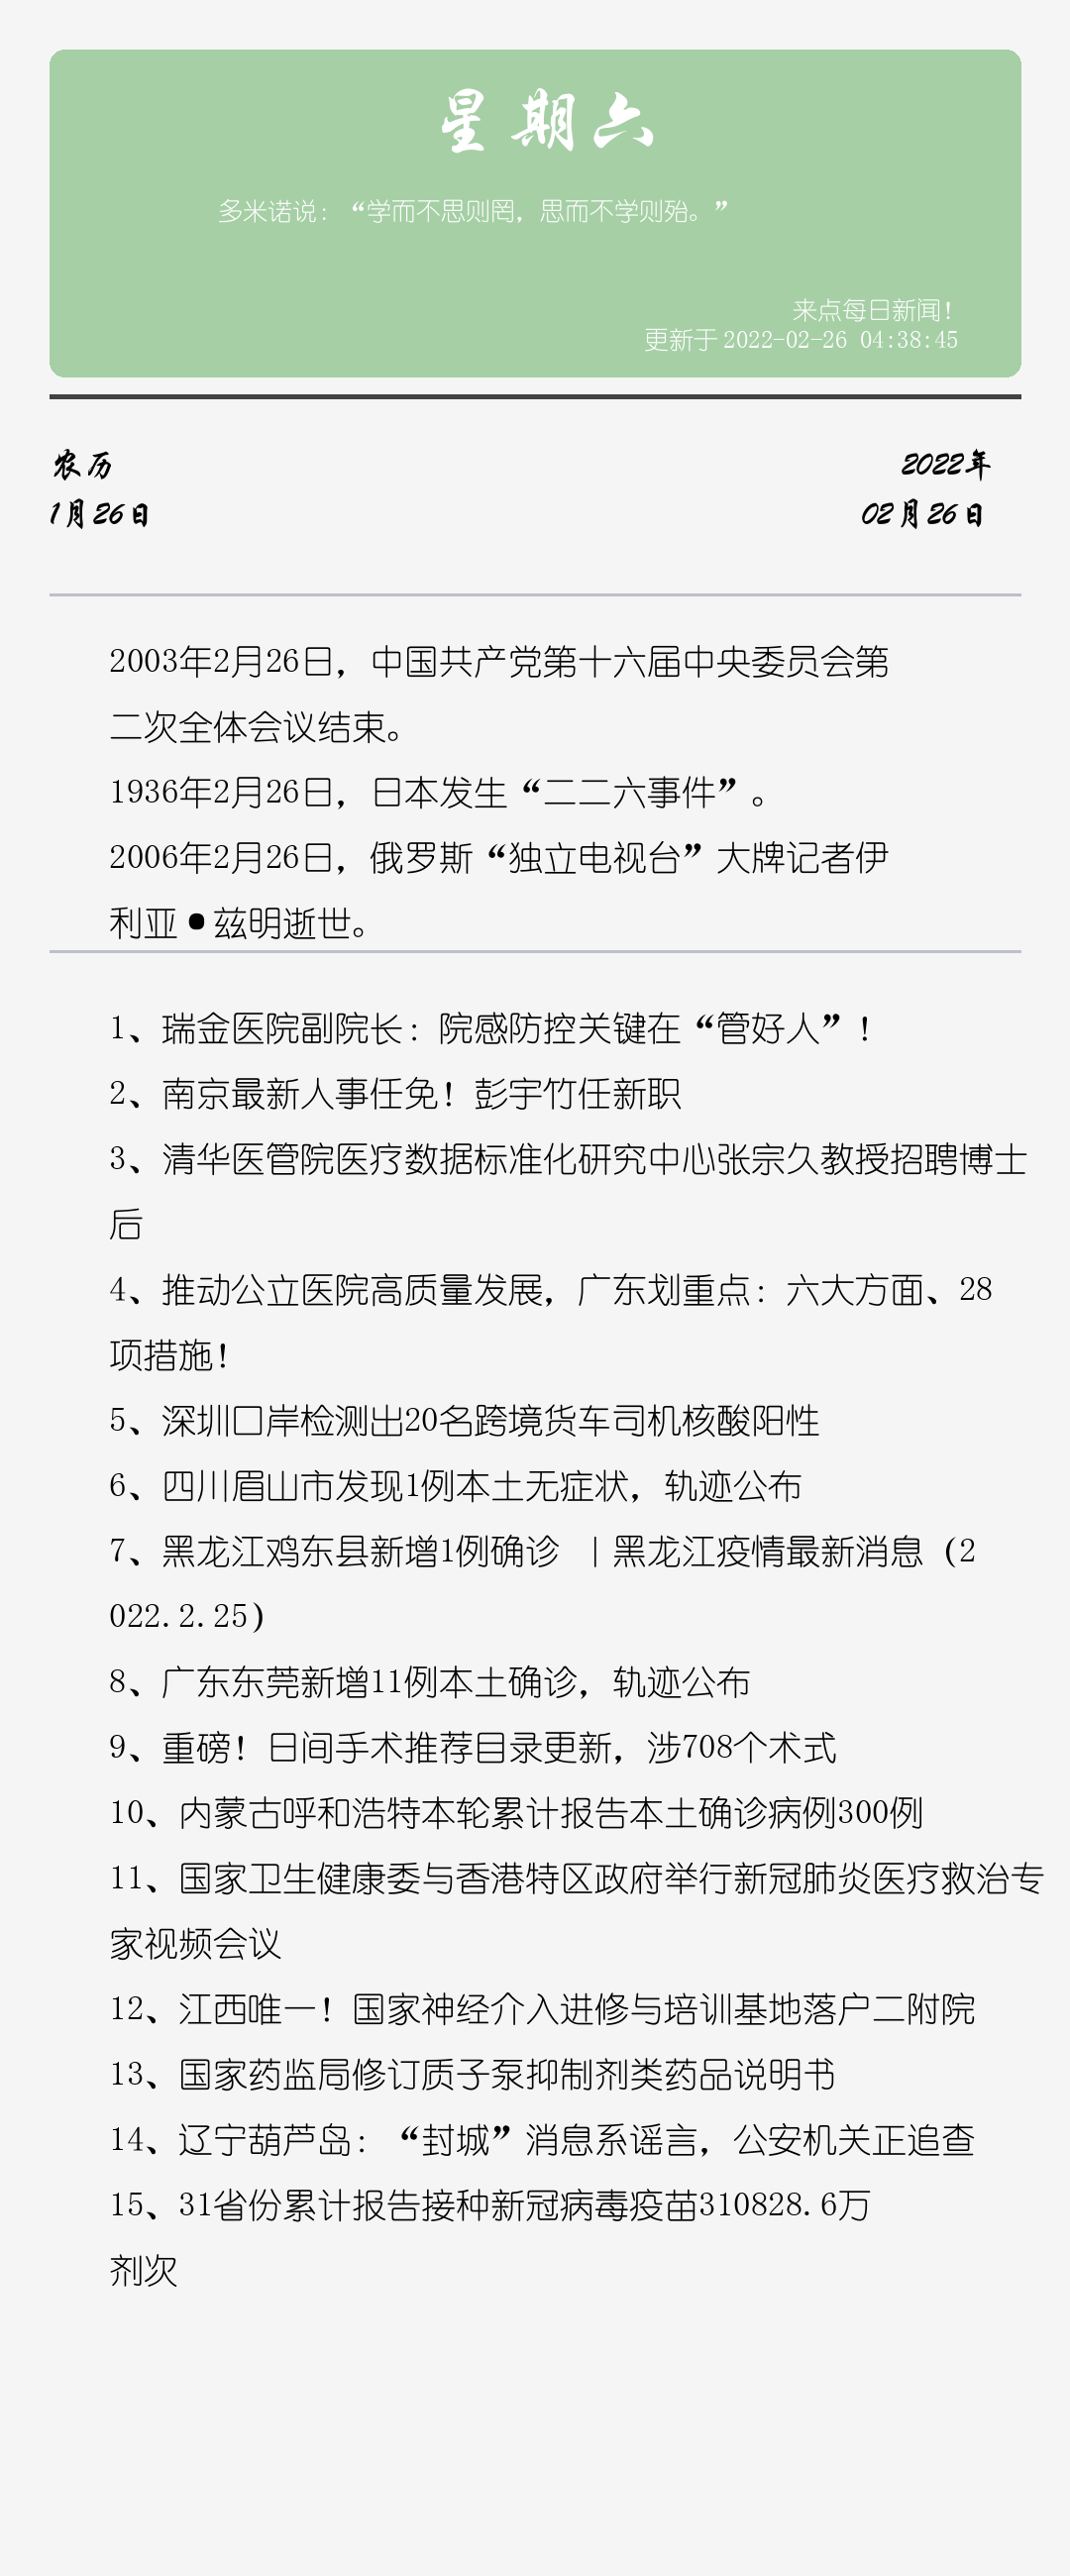 星期六
多米诺说：“学而不思则罔，思而不学则殆。”
来点每日新闻！
更新于 2022-02-26 04:38:45
农历
2022年
1月26日
02月26日
2003年2月26日，中国共产党第十六届中央委员会第
二次全体会议结束。
1936年2月26日，日本发生“二二六事件”。
2006年2月26日，俄罗斯“独立电视台”大牌记者伊
利亚•兹明逝世。
1、瑞金医院副院长：院感防控关键在“管好人”！
2、南京最新人事任免！彭宇竹任新职
3、清华医管院医疗数据标准化研究中心张宗久教授招聘博士
后
4、推动公立医院高质量发展，广东划重点：六大方面、28
项措施！
5、深圳口岸检测出20名跨境货车司机核酸阳性
6、四川眉山市发现1例本土无症状，轨迹公布
7、黑龙江鸡东县新增1例确诊 丨黑龙江疫情最新消息（2
022.2.25）
8、广东东莞新增11例本土确诊，轨迹公布
9、重磅！日间手术推荐目录更新，涉708个术式
10、内蒙古呼和浩特本轮累计报告本土确诊病例300例
11、国家卫生健康委与香港特区政府举行新冠肺炎医疗救治专
家视频会议
12、江西唯一！国家神经介入进修与培训基地落户二附院
13、国家药监局修订质子泵抑制剂类药品说明书
14、辽宁葫芦岛：“封城”消息系谣言，公安机关正追查
15、31省份累计报告接种新冠病毒疫苗310828.6万
剂次